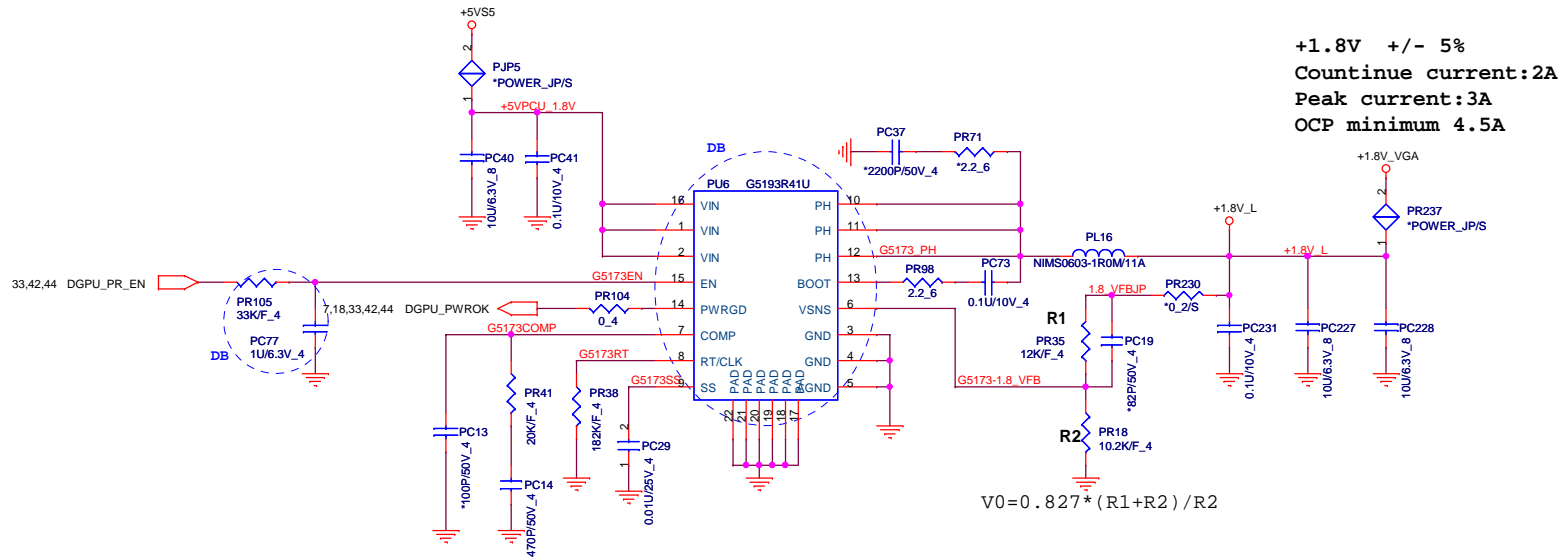 +5VS5
2
PJP5
*POWER_JP/S
1
+5VPCU_1.8V
PC40
10U/6.3V_8
PC41
0.1U/10V_4
+1.8V +/- 5%
Countinue current:2A
Peak current:3A
OCP minimum 4.5A
DB
PC37
*2200P/50V_4
PR71
*2.2_6
PU6 G5193R41U
16 VIN
1 VIN
2 VIN
15 EN
14 PWRGD
7 COMP
8 RT/CLK
9 SS
PH 10
PH 11
PH 12
BOOT 13
VSNS 6
GND 3
GND 4
AGND 5
PAD PAD PAD PAD PAD PAD
22 21 20 19 18 17
33,42,44 DGPU_PR_EN
PR105
33K/F_4
G5173EN
PC77
1U/6.3V_4
DB
7,18,33,42,44 DGPU_PWROK
PR104
0_4
G5173COMP
PC13
*100P/50V_4
PR41
20K/F_4
PC14
470P/50V_4
G5173RT
PR38
182K/F_4
G5173SS
2
PC29
1
0.01U/25V_4
G5173_PH
PR98
2.2_6
PC73
0.1U/10V_4
PL16
NIMS0603-1R0M/11A
+1.8V_L
+1.8V_L
+1.8V_VGA
2
PR237
*POWER_JP/S
1
1.8_VFBJP
PR230
*0_2/S
R1
PR35
12K/F_4
PC19
*82P/50V_4
G5173-1.8_VFB
R2
PR18
10.2K/F_4
PC231
0.1U/10V_4
PC227
10U/6.3V_8
PC228
10U/6.3V_8
V0=0.827*(R1+R2)/R2